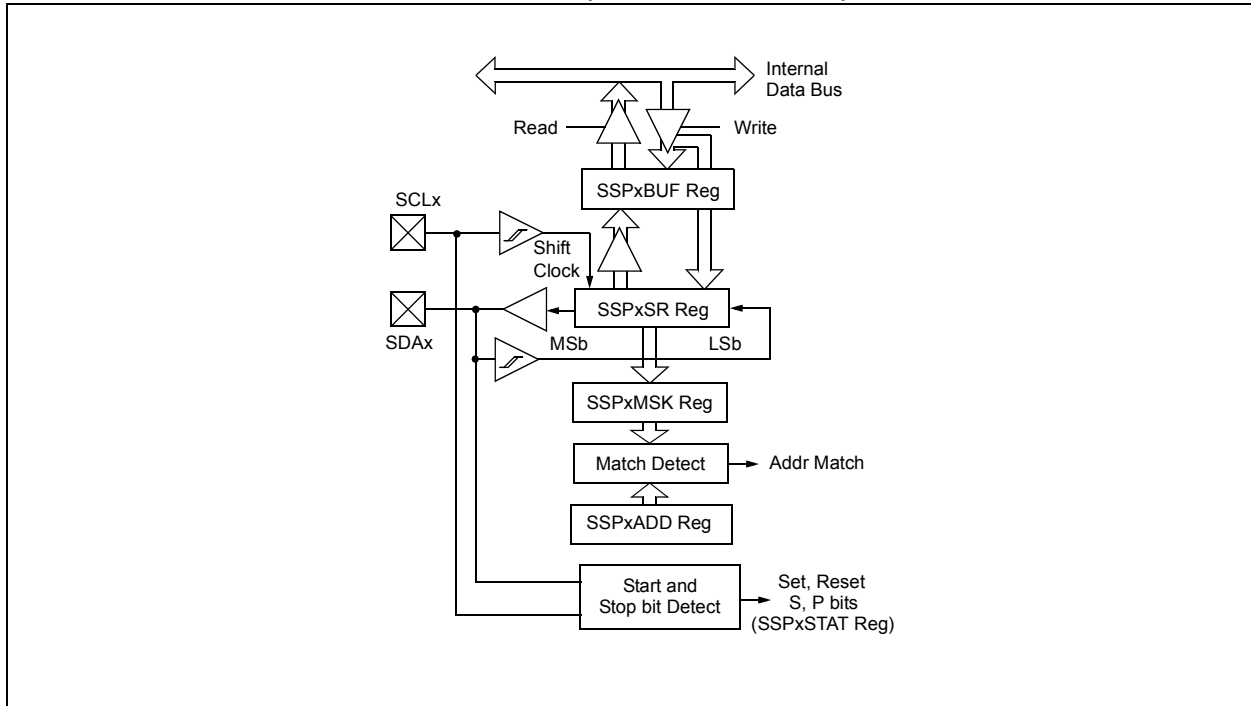 Internal
Data Bus
Read
Write
SSPxBUF Reg
SCLx
Shift
Clock
SSPxSR Reg
SDAx
MSb
LSb
SSPxMSK Reg
Match Detect
Addr Match
SSPxADD Reg
Start and
Stop bit Detect
Set, Reset
S, P bits
(SSPxSTAT Reg)